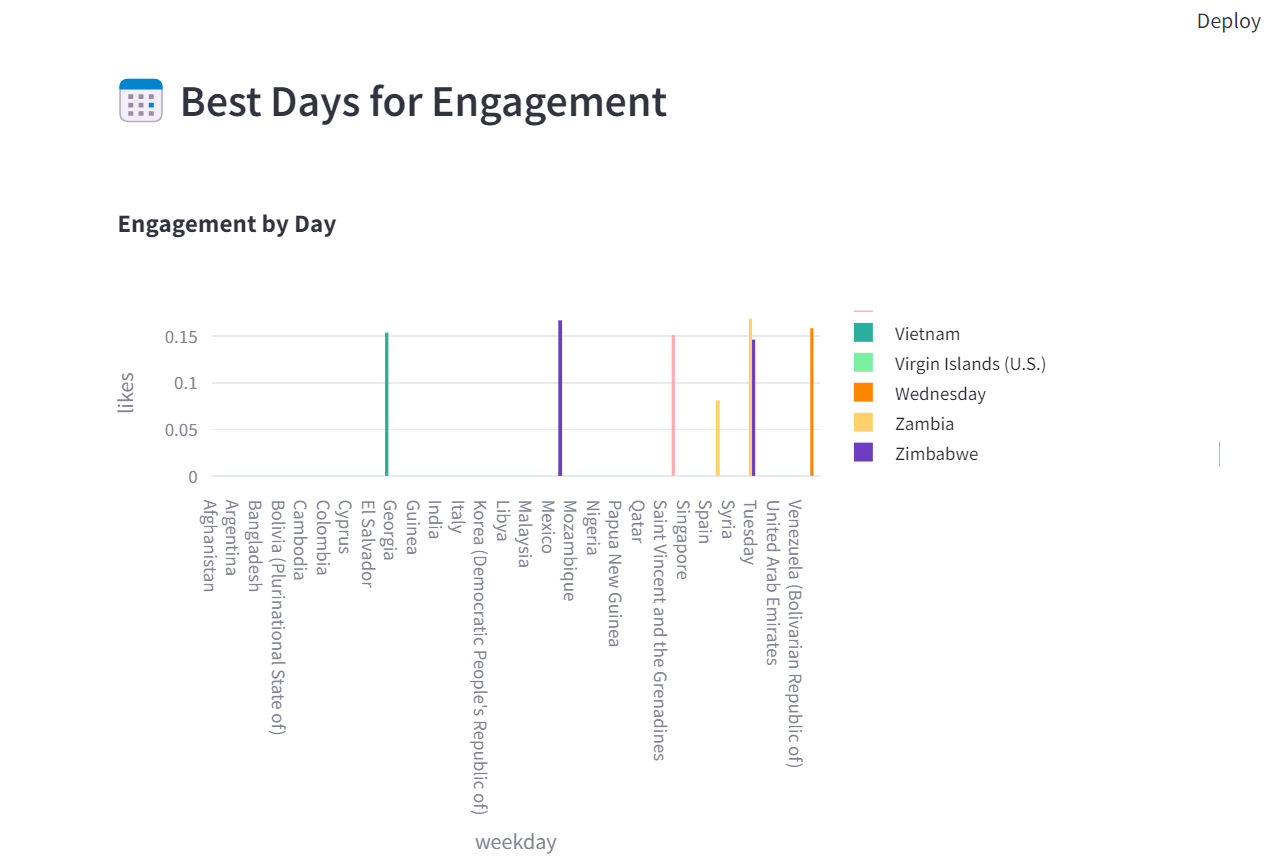 Deploy
Best Days for Engagement
Engagement by Day
likes
0.15
0.1
0.05
0
Afghanistan
Argentina
Bangladesh
Bolivia (Plurinational State of)
Cambodia
Colombia
Cyprus
El Salvador
Georgia
Guinea
India
Italy
Korea (Democratic People's Republic of)
Libya
Malaysia
Mexico
Mozambique
Nigeria
Papua New Guinea
Qatar
Saint Vincent and the Grenadines
Singapore
Spain
Syria
Tuesday
United Arab Emirates
Venezuela (Bolivarian Republic of)
weekday
Vietnam
Virgin Islands (U.S.)
Wednesday
Zambia
Zimbabwe